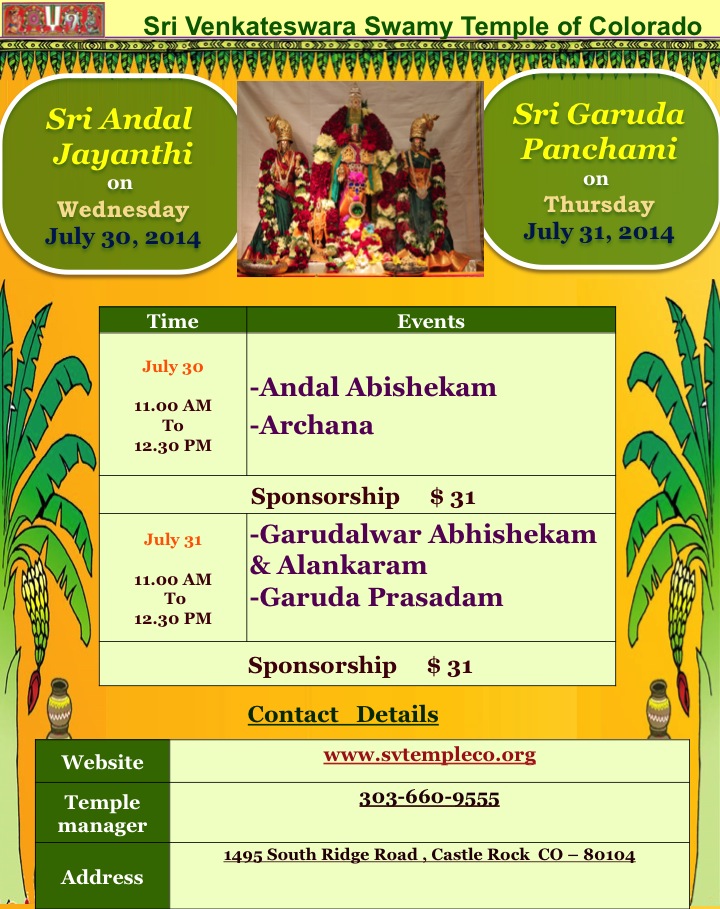 Sri Venkateswara Swamy Temple of Colorado
Sri Andal
Jayanthi
on
Wednesday
July 30, 2014
Sri Garuda
Panchami
on
Thursday
July 31, 2014
Time Events
July 30
11.00 AM
To
12.30 PM
-Andal Abishekam
-Archana
Sponsorship $ 31
July 31
11.00 AM
To
12.30 PM
-Garudalwar Abhishekam
& Alankaram
-Garuda Prasadam
Sponsorship $ 31
Contact Details
Website www.svtempleco.org
Temple
manager
303-660-9555
Address
1495 South Ridge Road , Castle Rock CO – 80104